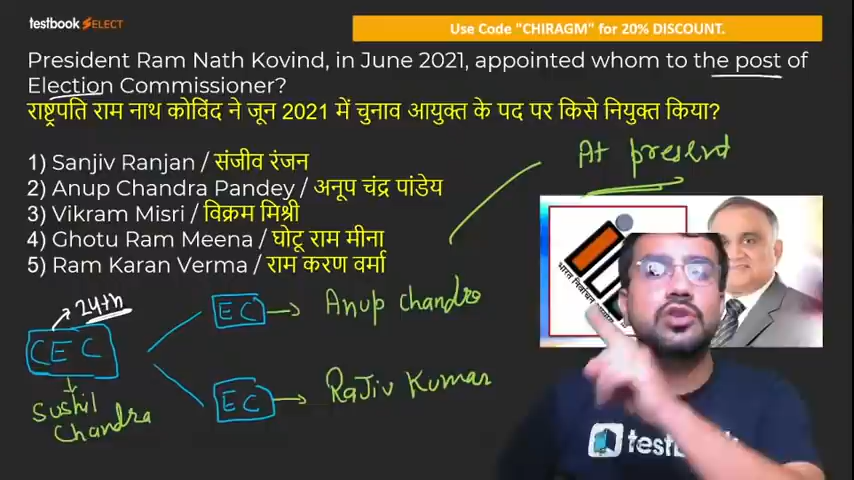 testbook SELECT
Use Code "CHIRAGM" for 20% DISCOUNT.
President Ram Nath Kovind, in June 2021, appointed whom to the post of
Election Commissioner?
राष्ट्रपति राम नाथ कोविंद ने जून 2021 में चुनाव आयुक्त के पद पर किसे नियुक्त किया?
At present
1) Sanjiv Ranjan / संजीव रंजन
2) Anup Chandra Pandey / अनूप चंद्र पांडेय
3) Vikram Misri / विक्रम मिश्री
4) Ghotu Ram Meena / घोटू राम मीना
5) Ram Karan Verma / राम करण वर्मा
24th
EC Anup Chandra
CEC
EC Rajiv Kumar
Sushil
Chandra
भारत निर्वाचन
testbook